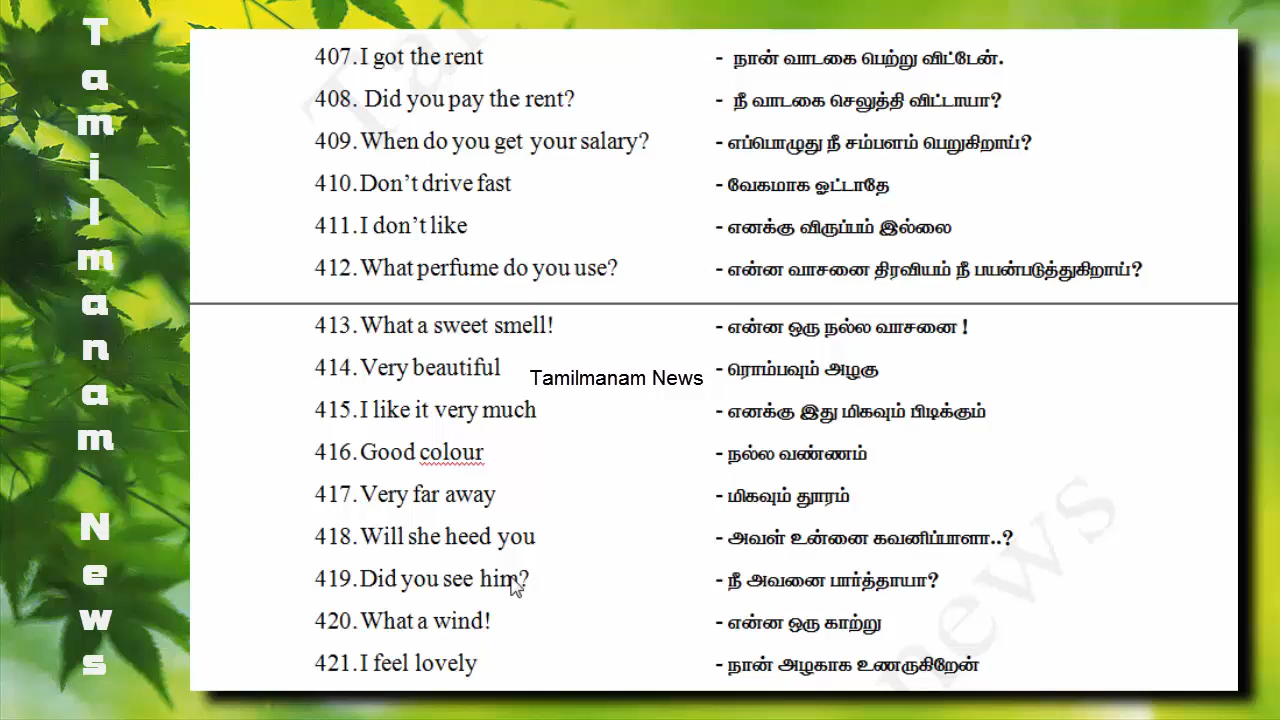 Tamilmanam News
407. I got the rent - நான் வாடகை பெற்று விட்டேன்.
408. Did you pay the rent? - நீ வாடகை செலுத்தி விட்டாயா?
409. When do you get your salary? - எப்பொழுது நீ சம்பளம் பெறுகிறாய்?
410. Don't drive fast - வேகமாக ஓட்டாதே
411. I don't like - எனக்கு விருப்பம் இல்லை
412. What perfume do you use? - என்ன வாசனை திரவியம் நீ பயன்படுத்துகிறாய்?
413. What a sweet smell! - என்ன ஒரு நல்ல வாசனை !
414. Very beautiful - ரொம்பவும் அழகு
Tamilmanam News
415. I like it very much - எனக்கு இது மிகவும் பிடிக்கும்
416. Good colour - நல்ல வண்ணம்
417. Very far away - மிகவும் தூரம்
418. Will she heed you - அவள் உன்னை கவனிப்பாளா..?
419. Did you see him? - நீ அவனை பார்த்தாயா?
420. What a wind! - என்ன ஒரு காற்று
421. I feel lovely - நான் அழகாக உணருகிறேன்
news